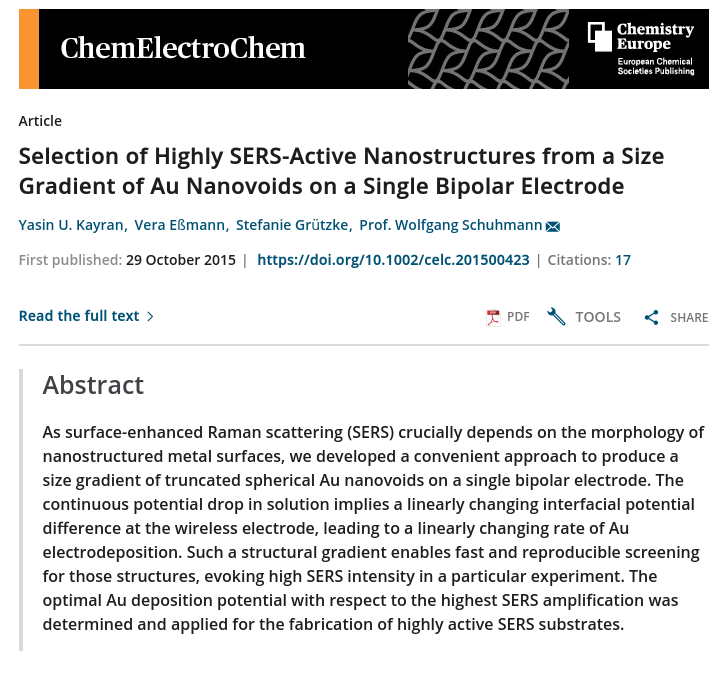 ChemElectroChem
Chemistry
Europe
European Chemical
Societies Publishing
Article
Selection of Highly SERS-Active Nanostructures from a Size
Gradient of Au Nanovoids on a Single Bipolar Electrode
Yasin U. Kayran, Vera Eßmann, Stefanie Grützke, Prof. Wolfgang Schuhmann
First published: 29 October 2015 | https://doi.org/10.1002/celc.201500423 | Citations: 17
Read the full text >
PDF TOOLS SHARE
Abstract
As surface-enhanced Raman scattering (SERS) crucially depends on the morphology of
nanostructured metal surfaces, we developed a convenient approach to produce a
size gradient of truncated spherical Au nanovoids on a single bipolar electrode. The
continuous potential drop in solution implies a linearly changing interfacial potential
difference at the wireless electrode, leading to a linearly changing rate of Au
electrodeposition. Such a structural gradient enables fast and reproducible screening
for those structures, evoking high SERS intensity in a particular experiment. The
optimal Au deposition potential with respect to the highest SERS amplification was
determined and applied for the fabrication of highly active SERS substrates.